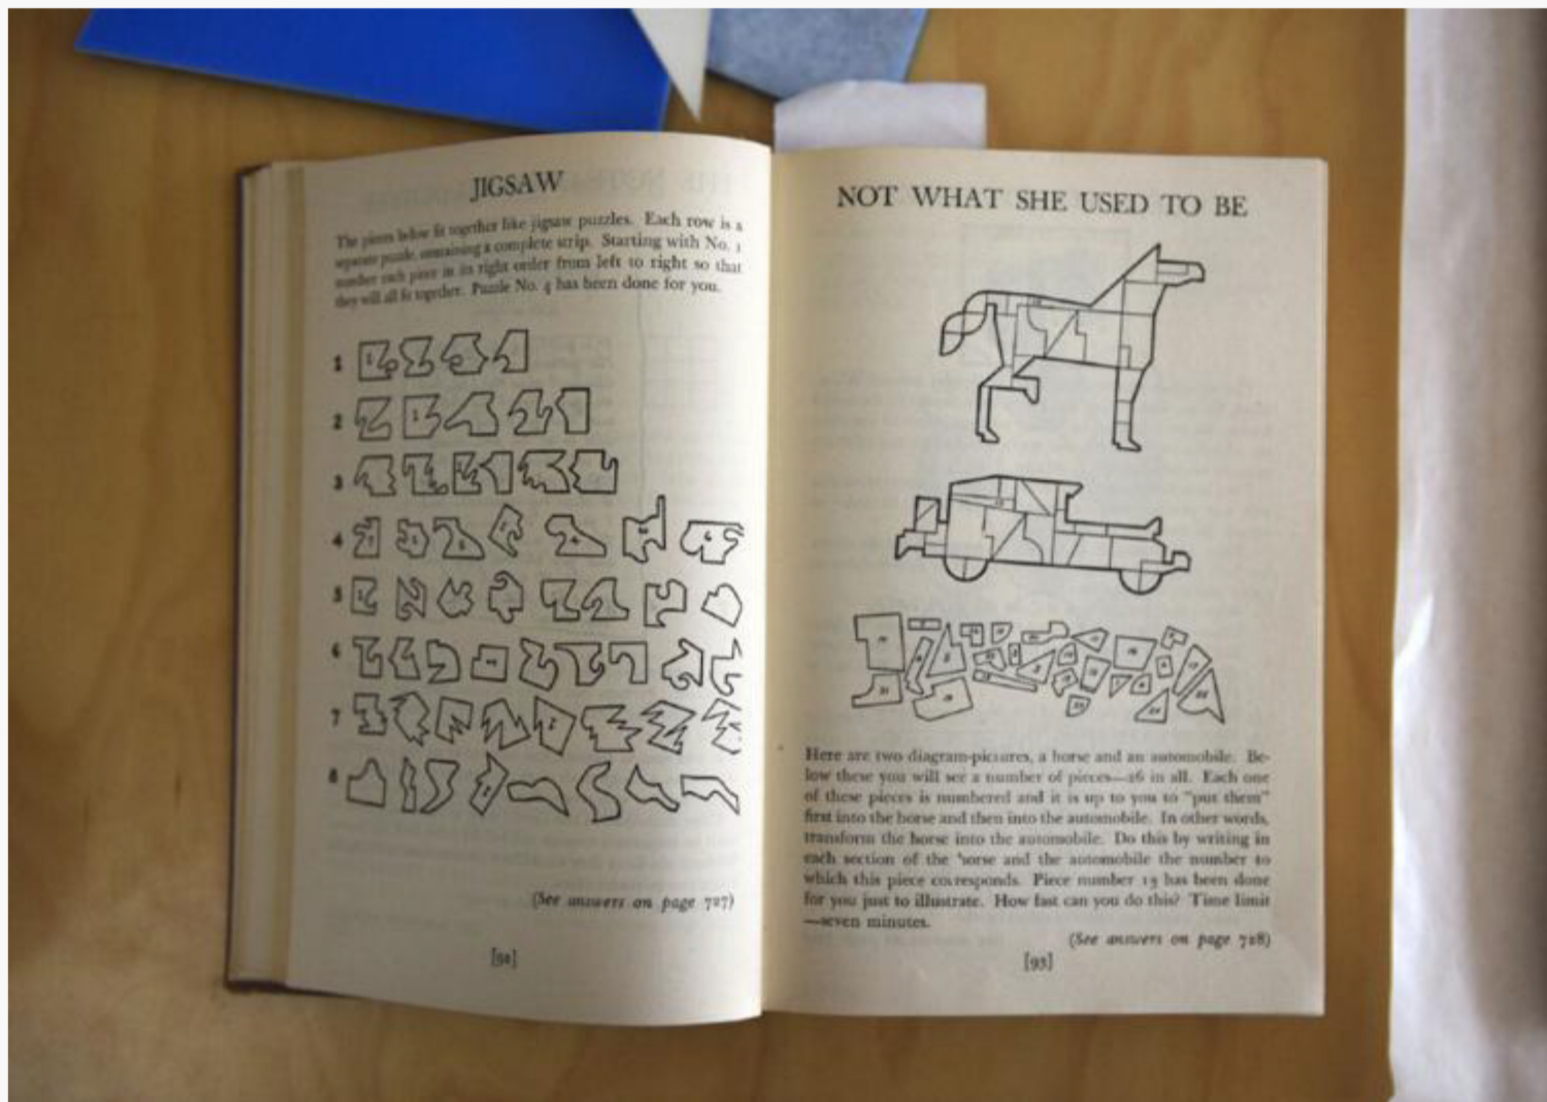 JIGSAW
The pieces below fit together like jigsaw puzzles. Each row is a
separate puzzle containing a complete strip. Starting with No. 1
number each piece in its right order from left to right so that
they will all fit together. Puzzle No. 4 has been done for you.
1
2
3
4
5
6
7
8
(See answers on page 727)
[92]
NOT WHAT SHE USED TO BE
Here are two diagram-pictures, a horse and an automobile. Be-
low these you will see a number of pieces—26 in all. Each one
of these pieces is numbered and it is up to you to "put them"
first into the horse and then into the automobile. In other words,
transform the horse into the automobile. Do this by writing in
each section of the horse and the automobile the number to
which this piece corresponds. Piece number 13 has been done
for you just to illustrate. How fast can you do this? Time limit
—seven minutes.
(See answers on page 728)
[93]